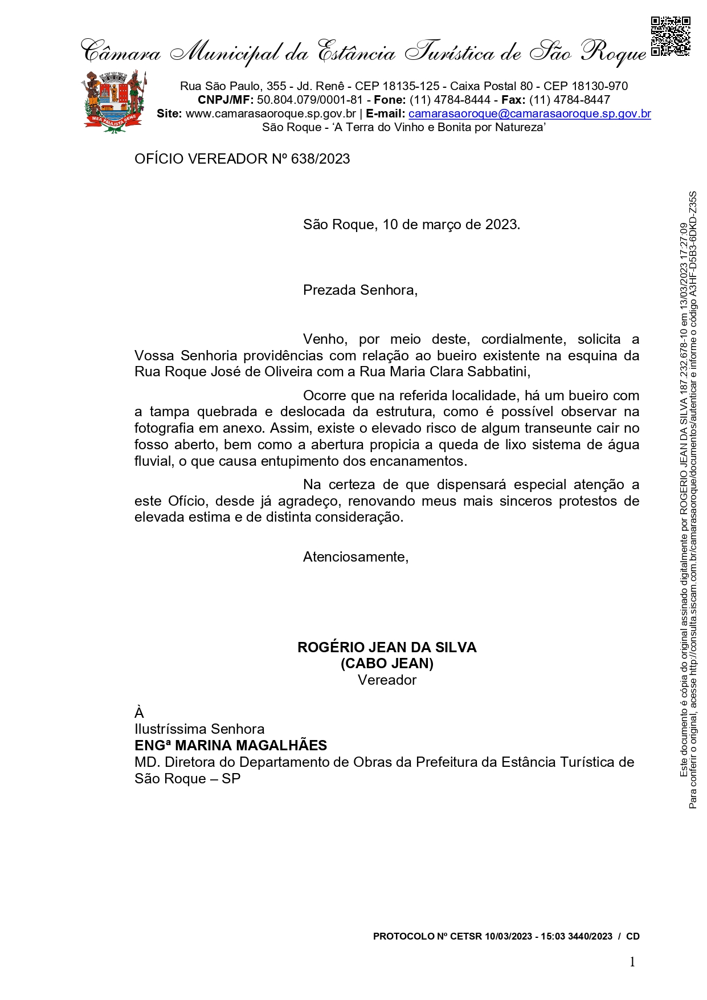 Câmara Municipal da Estância Turística de São Roque
Rua São Paulo, 355 - Jd. Renê - CEP 18135-125 - Caixa Postal 80 - CEP 18130-970
CNPJ/MF: 50.804.079/0001-81 - Fone: (11) 4784-8444 - Fax: (11) 4784-8447
Site: www.camarasaoroque.sp.gov.br | E-mail: camarasaoroque@camarasaoroque.sp.gov.br
São Roque - ‘A Terra do Vinho e Bonita por Natureza’
MEA PAULISTA GENS
OFÍCIO VEREADOR Nº 638/2023
São Roque, 10 de março de 2023.
Prezada Senhora,
Venho, por meio deste, cordialmente, solicita a
Vossa Senhoria providências com relação ao bueiro existente na esquina da
Rua Roque José de Oliveira com a Rua Maria Clara Sabbatini,
Ocorre que na referida localidade, há um bueiro com
a tampa quebrada e deslocada da estrutura, como é possível observar na
fotografia em anexo. Assim, existe o elevado risco de algum transeunte cair no
fosso aberto, bem como a abertura propicia a queda de lixo sistema de água
fluvial, o que causa entupimento dos encanamentos.
Na certeza de que dispensará especial atenção a
este Ofício, desde já agradeço, renovando meus mais sinceros protestos de
elevada estima e de distinta consideração.
Atenciosamente,
ROGÉRIO JEAN DA SILVA
(CABO JEAN)
Vereador
À
Ilustríssima Senhora
ENGª MARINA MAGALHÃES
MD. Diretora do Departamento de Obras da Prefeitura da Estância Turística de
São Roque – SP
PROTOCOLO Nº CETSR 10/03/2023 - 15:03 3440/2023 / CD
1
Este documento é cópia do original assinado digitalmente por ROGERIO JEAN DA SILVA 187.232.678-10 em 13/03/2023 17:27:09
Para conferir o original, acesse http://consulta.siscam.com.br/camarasaoroque/documentos/autenticar e informe o código A3HF-D5B3-6DKD-Z35S